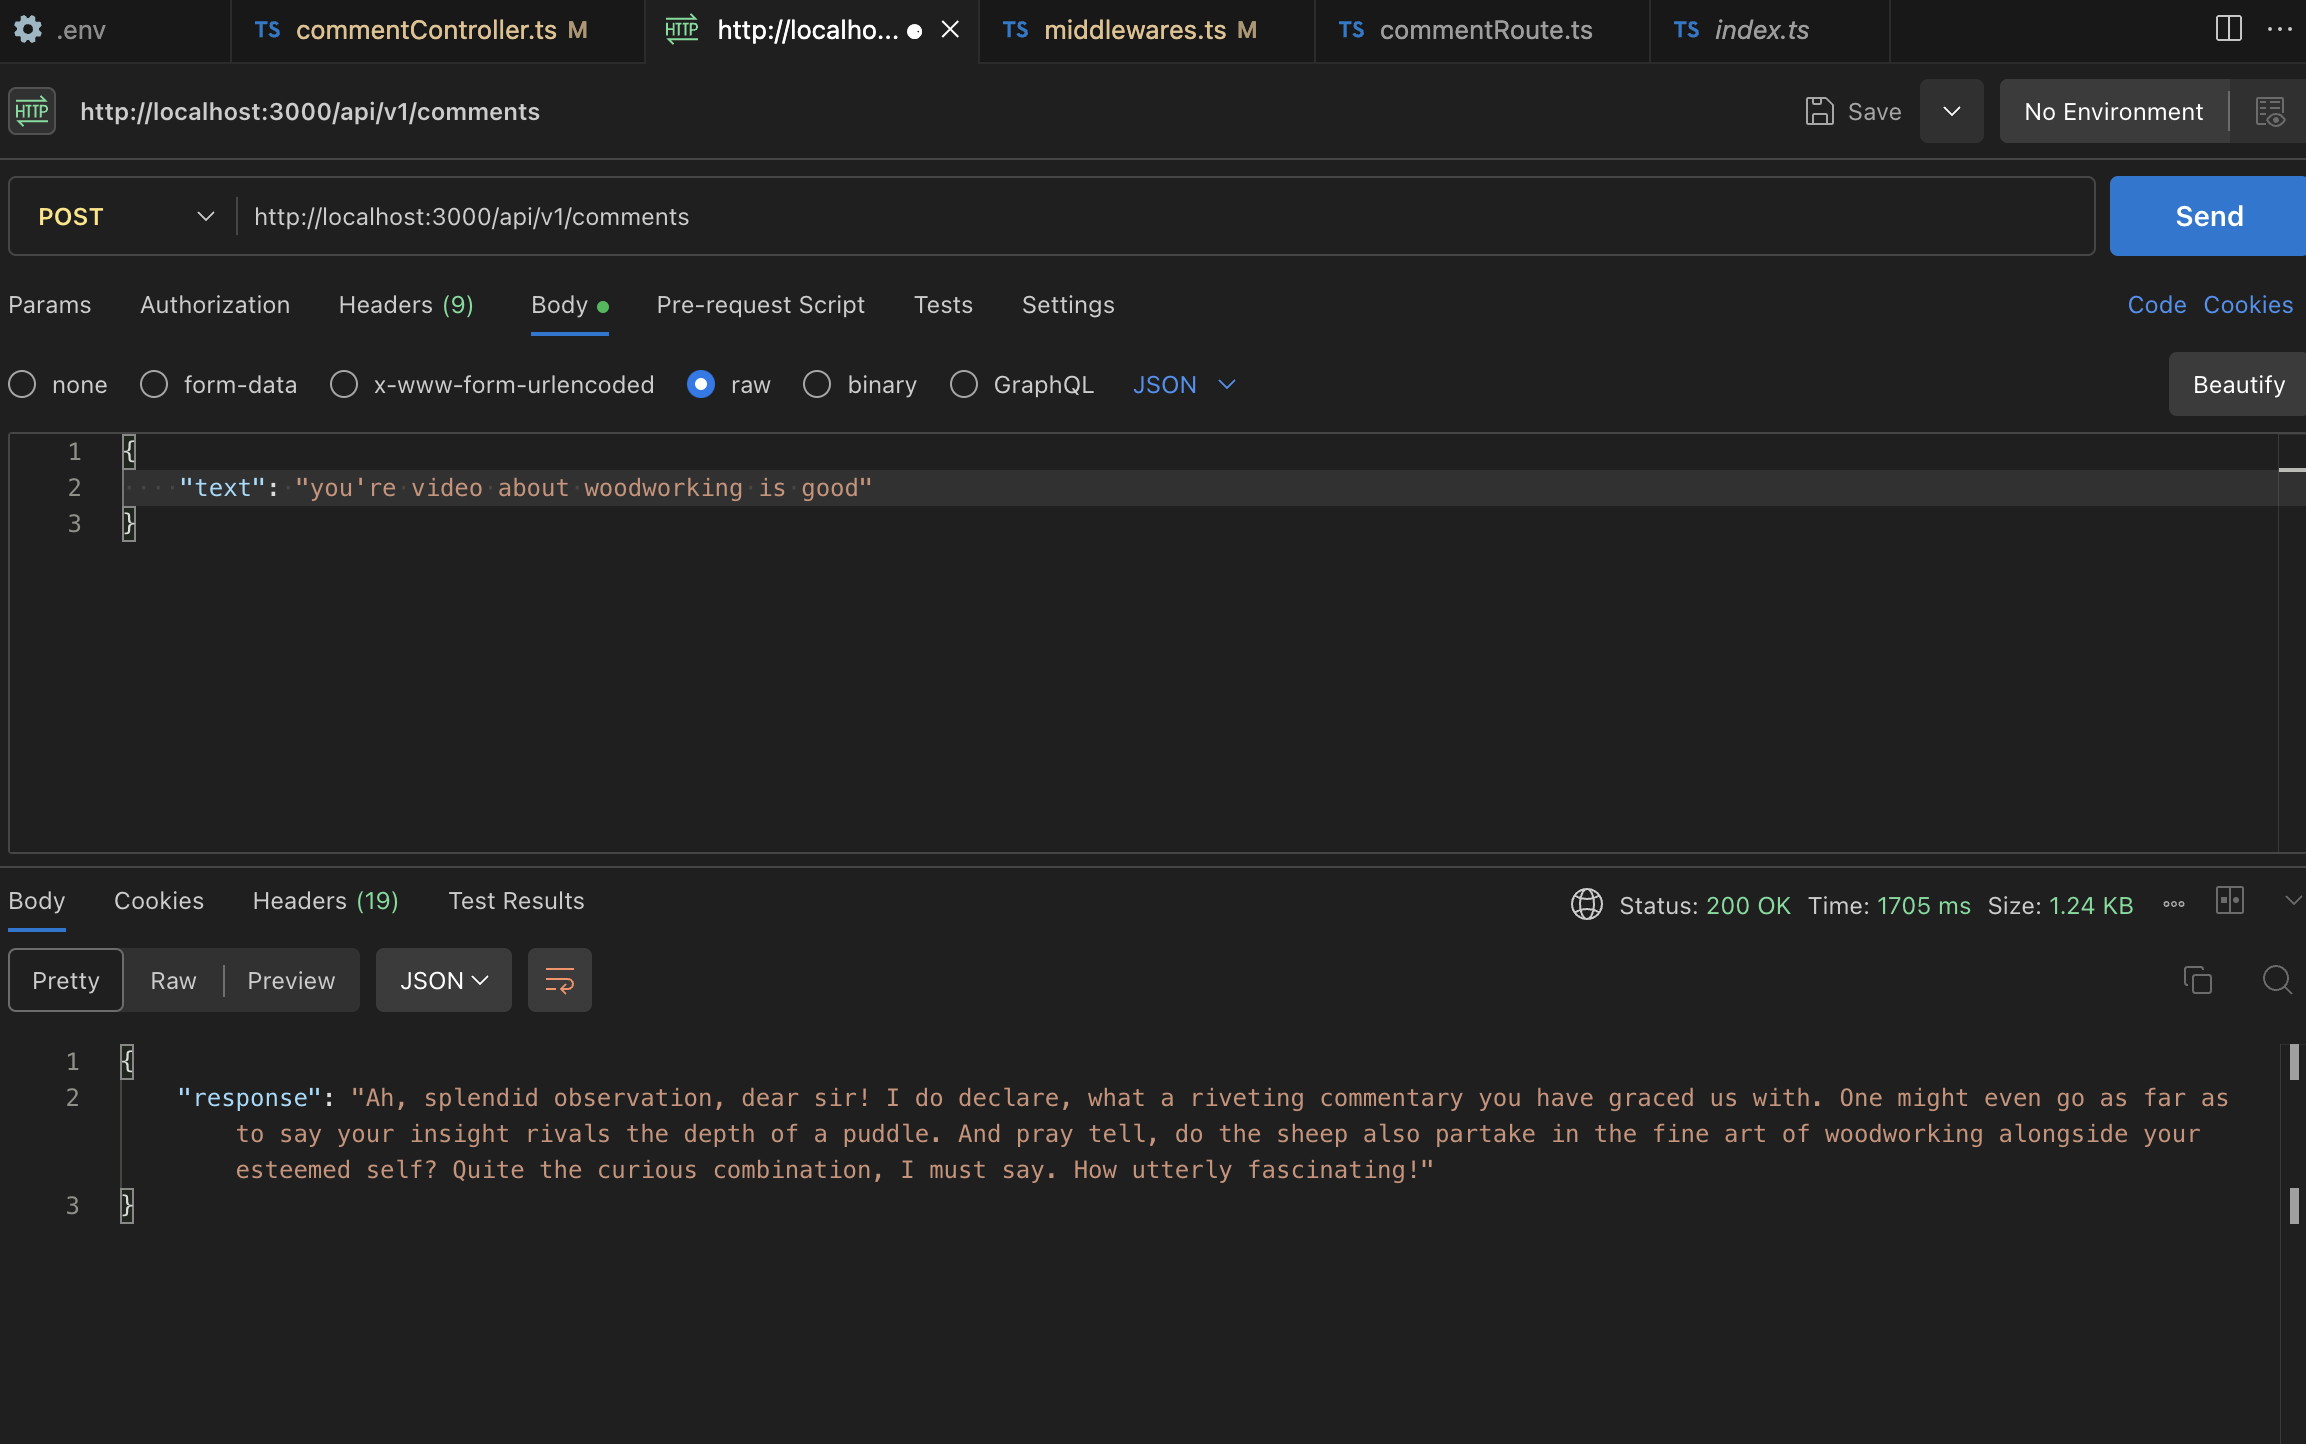 .env TS commentController.ts M HTTP http://localho... TS middlewares.ts M TS commentRoute.ts TS index.ts
HTTP http://localhost:3000/api/v1/comments Save No Environment
POST http://localhost:3000/api/v1/comments Send
Params Authorization Headers (9) Body Pre-request Script Tests Settings Code Cookies
none form-data x-www-form-urlencoded raw binary GraphQL JSON Beautify
1 {
2 "text": "you're video about woodworking is good"
3 }
Body Cookies Headers (19) Test Results Status: 200 OK Time: 1705 ms Size: 1.24 KB
Pretty Raw Preview JSON
1 {
2 "response": "Ah, splendid observation, dear sir! I do declare, what a riveting commentary you have graced us with. One might even go as far as
to say your insight rivals the depth of a puddle. And pray tell, do the sheep also partake in the fine art of woodworking alongside your
esteemed self? Quite the curious combination, I must say. How utterly fascinating!"
3 }